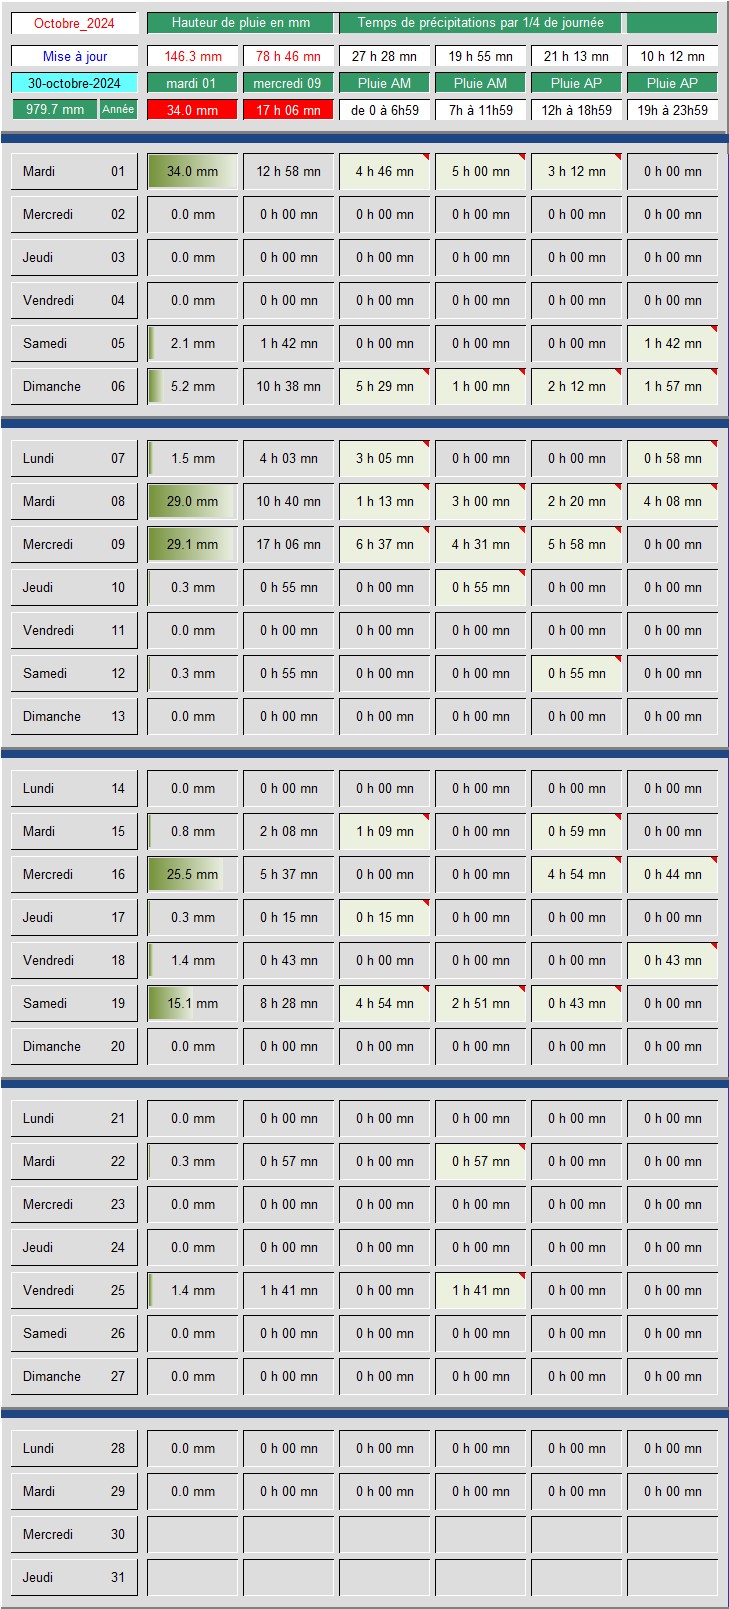 Octobre_2024 Hauteur de pluie en mm Temps de précipitations par 1/4 de journée
Mise à jour 146.3 mm 78 h 46 mn 27 h 28 mn 19 h 55 mn 21 h 13 mn 10 h 12 mn
30-octobre-2024 mardi 01 mercredi 09 Pluie AM Pluie AM Pluie AP Pluie AP
979.7 mm Année 34.0 mm 17 h 06 mn de 0 à 6h59 7h à 11h59 12h à 18h59 19h à 23h59
Mardi 01 34.0 mm 12 h 58 mn 4 h 46 mn 5 h 00 mn 3 h 12 mn 0 h 00 mn
Mercredi 02 0.0 mm 0 h 00 mn 0 h 00 mn 0 h 00 mn 0 h 00 mn 0 h 00 mn
Jeudi 03 0.0 mm 0 h 00 mn 0 h 00 mn 0 h 00 mn 0 h 00 mn 0 h 00 mn
Vendredi 04 0.0 mm 0 h 00 mn 0 h 00 mn 0 h 00 mn 0 h 00 mn 0 h 00 mn
Samedi 05 2.1 mm 1 h 42 mn 0 h 00 mn 0 h 00 mn 0 h 00 mn 1 h 42 mn
Dimanche 06 5.2 mm 10 h 38 mn 5 h 29 mn 1 h 00 mn 2 h 12 mn 1 h 57 mn
Lundi 07 1.5 mm 4 h 03 mn 3 h 05 mn 0 h 00 mn 0 h 00 mn 0 h 58 mn
Mardi 08 29.0 mm 10 h 40 mn 1 h 13 mn 3 h 00 mn 2 h 20 mn 4 h 08 mn
Mercredi 09 29.1 mm 17 h 06 mn 6 h 37 mn 4 h 31 mn 5 h 58 mn 0 h 00 mn
Jeudi 10 0.3 mm 0 h 55 mn 0 h 00 mn 0 h 55 mn 0 h 00 mn 0 h 00 mn
Vendredi 11 0.0 mm 0 h 00 mn 0 h 00 mn 0 h 00 mn 0 h 00 mn 0 h 00 mn
Samedi 12 0.3 mm 0 h 55 mn 0 h 00 mn 0 h 00 mn 0 h 55 mn 0 h 00 mn
Dimanche 13 0.0 mm 0 h 00 mn 0 h 00 mn 0 h 00 mn 0 h 00 mn 0 h 00 mn
Lundi 14 0.0 mm 0 h 00 mn 0 h 00 mn 0 h 00 mn 0 h 00 mn 0 h 00 mn
Mardi 15 0.8 mm 2 h 08 mn 1 h 09 mn 0 h 00 mn 0 h 59 mn 0 h 00 mn
Mercredi 16 25.5 mm 5 h 37 mn 0 h 00 mn 0 h 00 mn 4 h 54 mn 0 h 44 mn
Jeudi 17 0.3 mm 0 h 15 mn 0 h 15 mn 0 h 00 mn 0 h 00 mn 0 h 00 mn
Vendredi 18 1.4 mm 0 h 43 mn 0 h 00 mn 0 h 00 mn 0 h 00 mn 0 h 43 mn
Samedi 19 15.1 mm 8 h 28 mn 4 h 54 mn 2 h 51 mn 0 h 43 mn 0 h 00 mn
Dimanche 20 0.0 mm 0 h 00 mn 0 h 00 mn 0 h 00 mn 0 h 00 mn 0 h 00 mn
Lundi 21 0.0 mm 0 h 00 mn 0 h 00 mn 0 h 00 mn 0 h 00 mn 0 h 00 mn
Mardi 22 0.3 mm 0 h 57 mn 0 h 00 mn 0 h 57 mn 0 h 00 mn 0 h 00 mn
Mercredi 23 0.0 mm 0 h 00 mn 0 h 00 mn 0 h 00 mn 0 h 00 mn 0 h 00 mn
Jeudi 24 0.0 mm 0 h 00 mn 0 h 00 mn 0 h 00 mn 0 h 00 mn 0 h 00 mn
Vendredi 25 1.4 mm 1 h 41 mn 0 h 00 mn 1 h 41 mn 0 h 00 mn 0 h 00 mn
Samedi 26 0.0 mm 0 h 00 mn 0 h 00 mn 0 h 00 mn 0 h 00 mn 0 h 00 mn
Dimanche 27 0.0 mm 0 h 00 mn 0 h 00 mn 0 h 00 mn 0 h 00 mn 0 h 00 mn
Lundi 28 0.0 mm 0 h 00 mn 0 h 00 mn 0 h 00 mn 0 h 00 mn 0 h 00 mn
Mardi 29 0.0 mm 0 h 00 mn 0 h 00 mn 0 h 00 mn 0 h 00 mn 0 h 00 mn
Mercredi 30
Jeudi 31